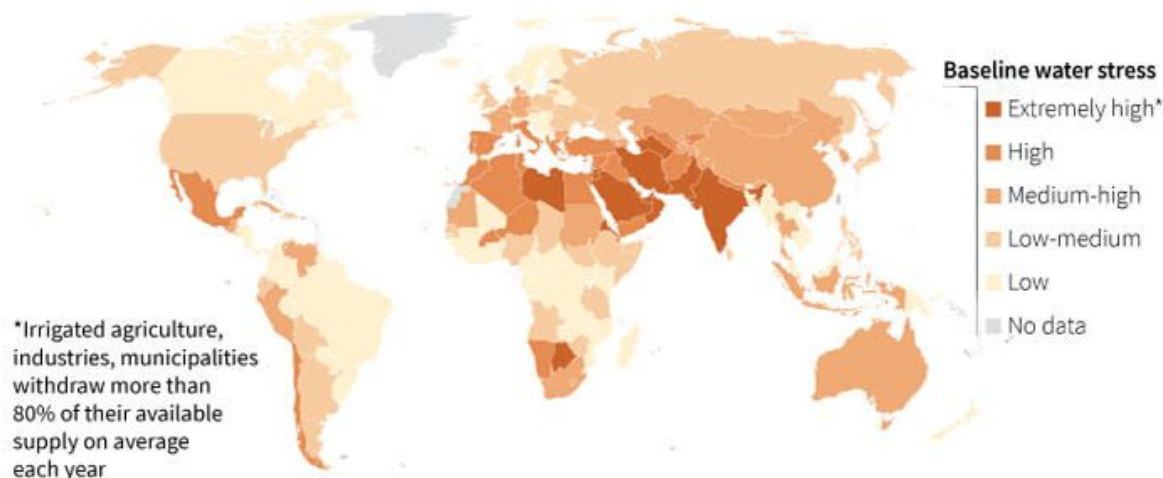 Baseline water stress
Extremely high*
High
Medium-high
Low-medium
Low
No data
*Irrigated agriculture,
industries, municipalities
withdraw more than
80% of their available
supply on average
each year